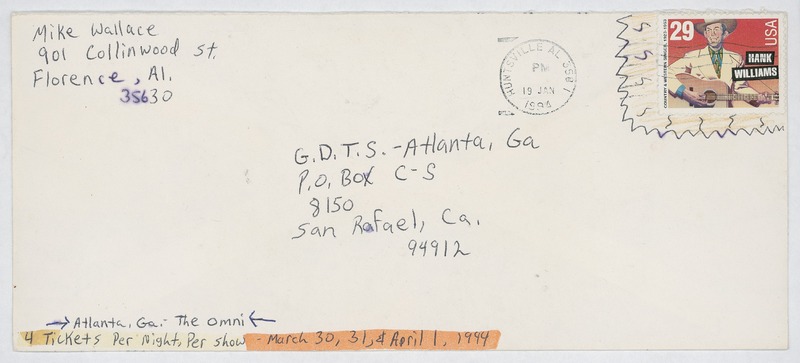 Mike Wallace
901 Collinwood St.
Florence, Al.
35630
HUNTSVILLE AL 3581
PM
19 JAN
1994
29
USA
HANK
WILLIAMS
G.D.T.S. - Atlanta, Ga
P.O. Box C-S
8150
San Rafael, Ca.
94912
→ Atlanta, Ga. - The Omni ←
4 Tickets Per Night, Per show - March 30, 31, & April 1, 1994